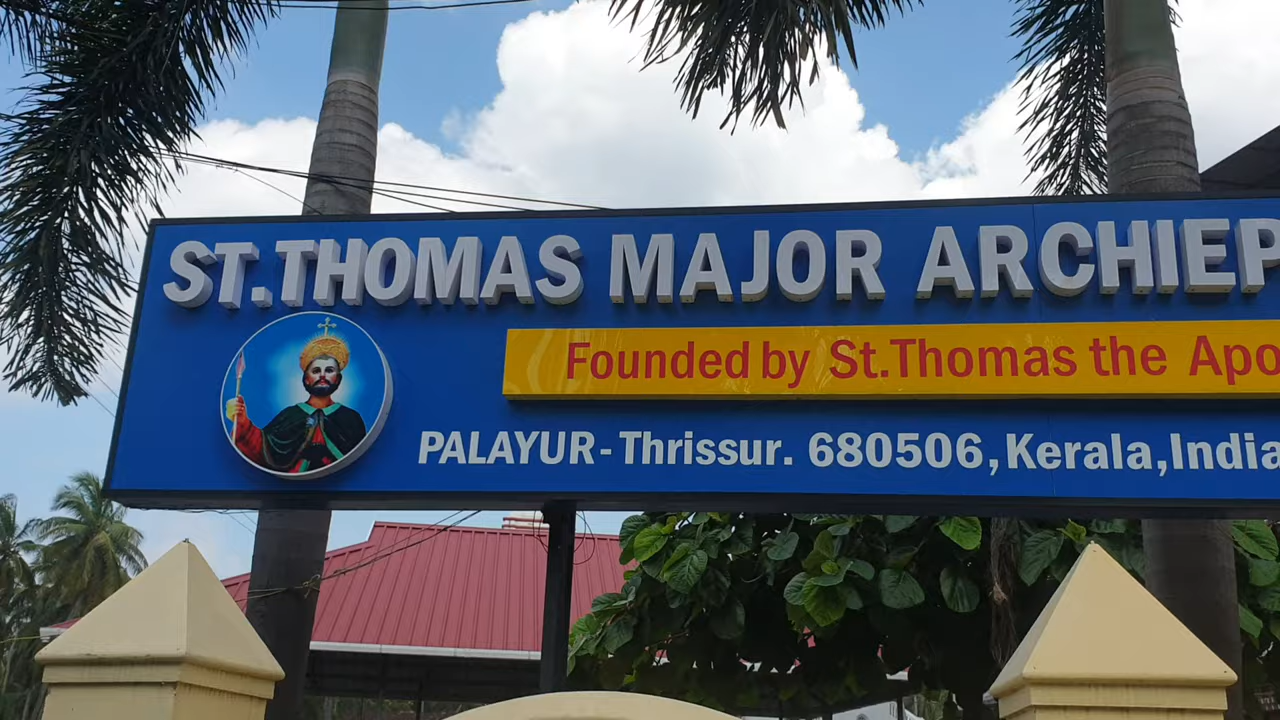 ST.THOMAS MAJOR ARCHIEP
Founded by St.Thomas the Apo
PALAYUR-Thrissur. 680506,Kerala,India